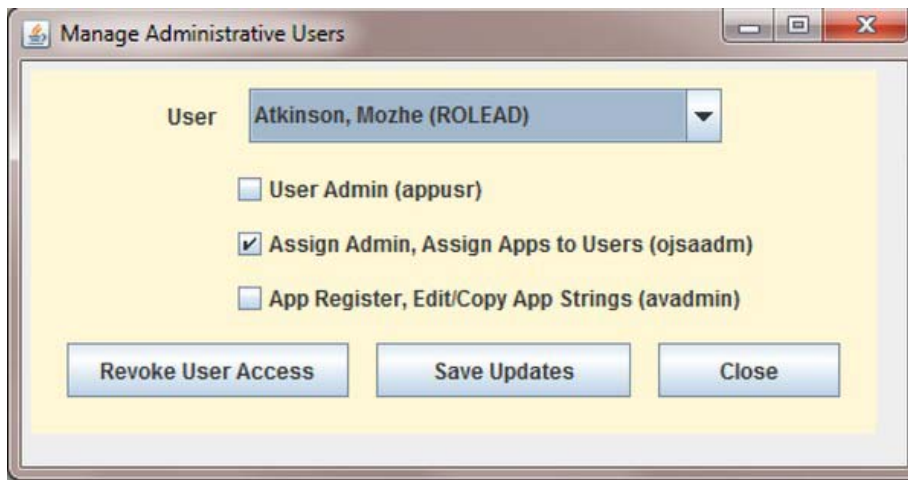 Manage Administrative Users
User Atkinson, Mozhe (ROLEAD)
User Admin (appusr)
Assign Admin, Assign Apps to Users (ojsaadm)
App Register, Edit/Copy App Strings (avadmin)
Revoke User Access Save Updates Close